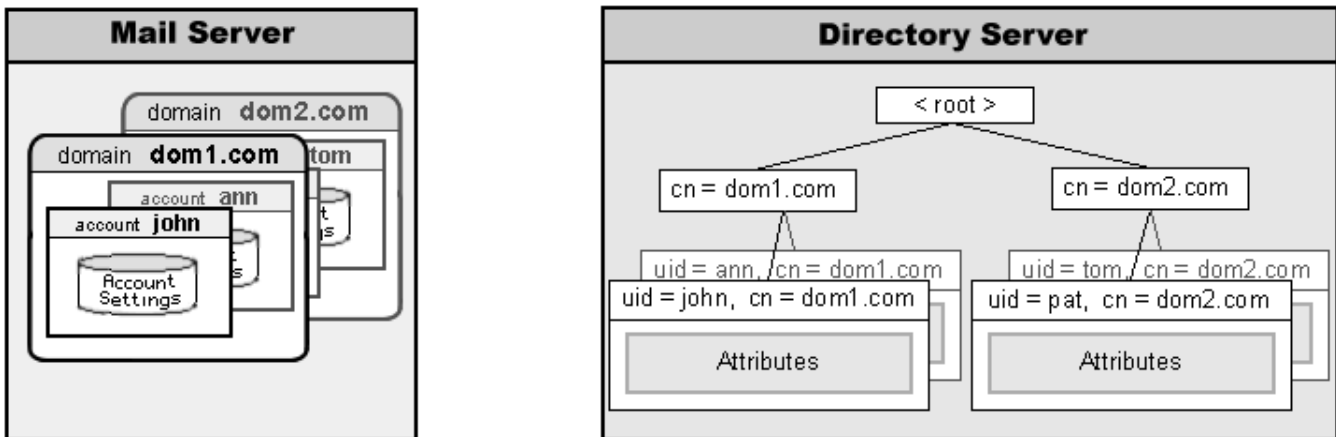 Mail Server
domain dom2.com
tom
domain dom1.com
account ann
account john
Account
Settings
Directory Server
< root >
cn = dom1.com
cn = dom2.com
uid = ann, cn = dom1.com
uid = john, cn = dom1.com
Attributes
uid = tom, cn = dom2.com
uid = pat, cn = dom2.com
Attributes